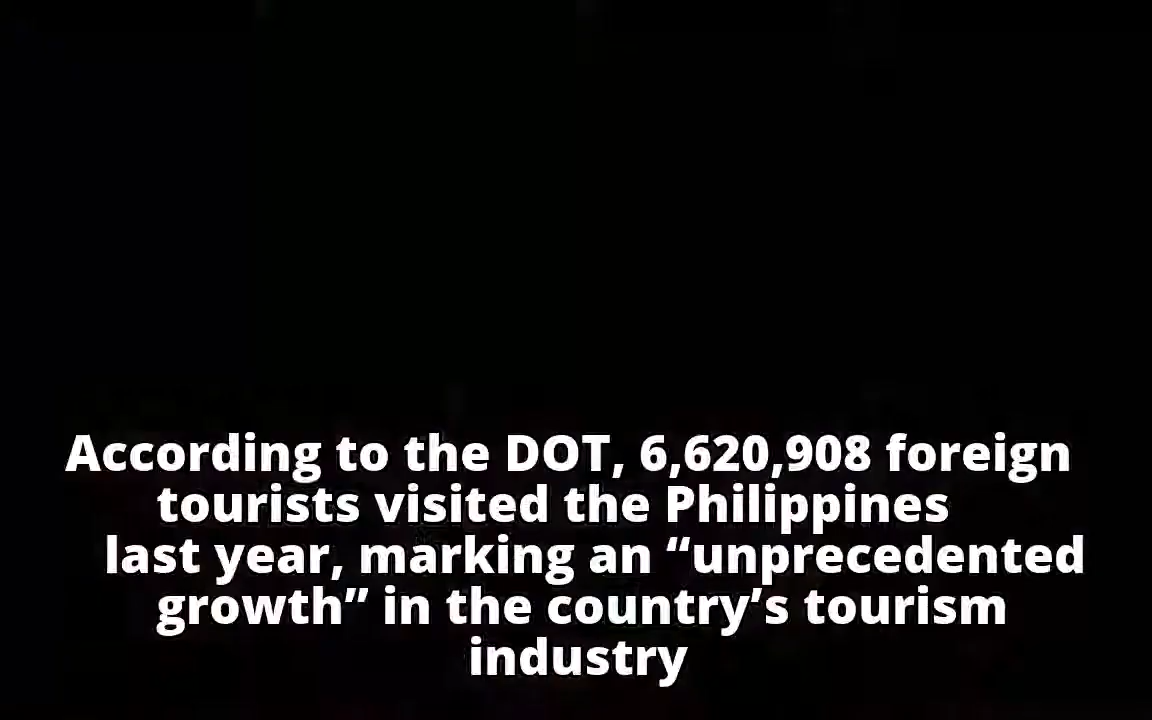 According to the DOT, 6,620,908 foreign
tourists visited the Philippines
last year, marking an “unprecedented
growth” in the country’s tourism
industry